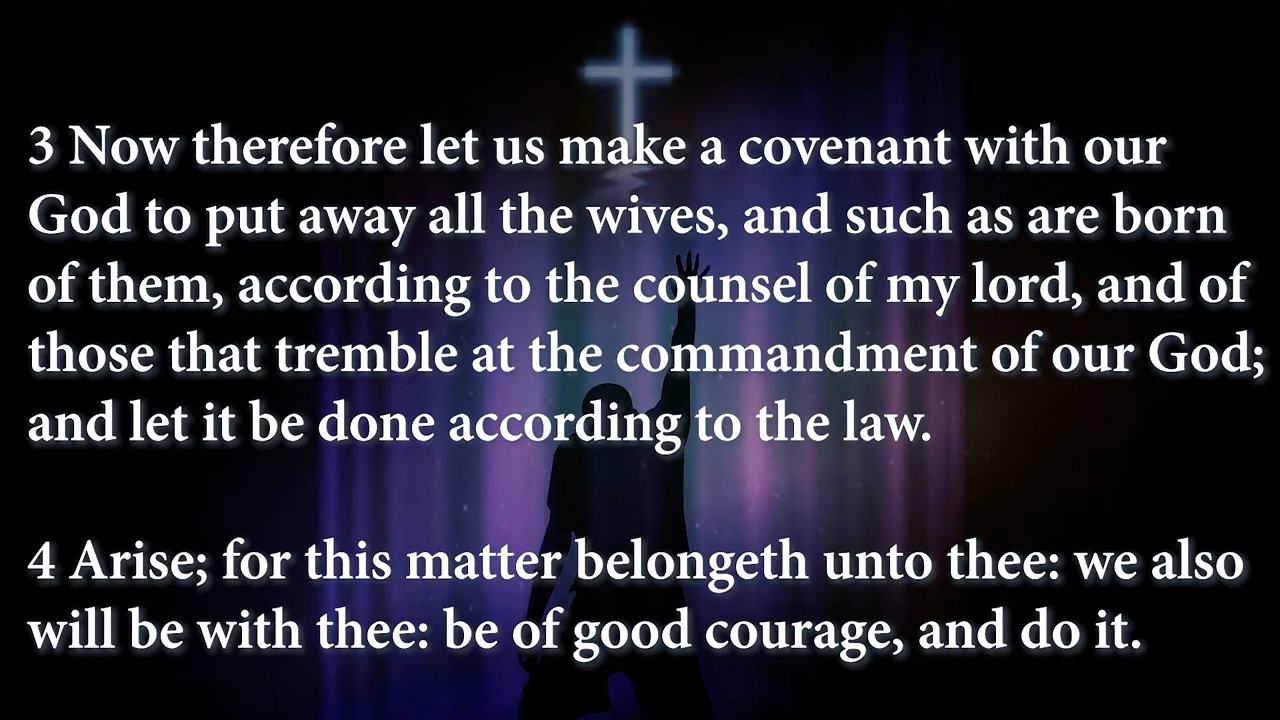 3 Now therefore let us make a covenant with our
God to put away all the wives, and such as are born
of them, according to the counsel of my lord, and of
those that tremble at the commandment of our God;
and let it be done according to the law.
4 Arise; for this matter belongeth unto thee: we also
will be with thee: be of good courage, and do it.